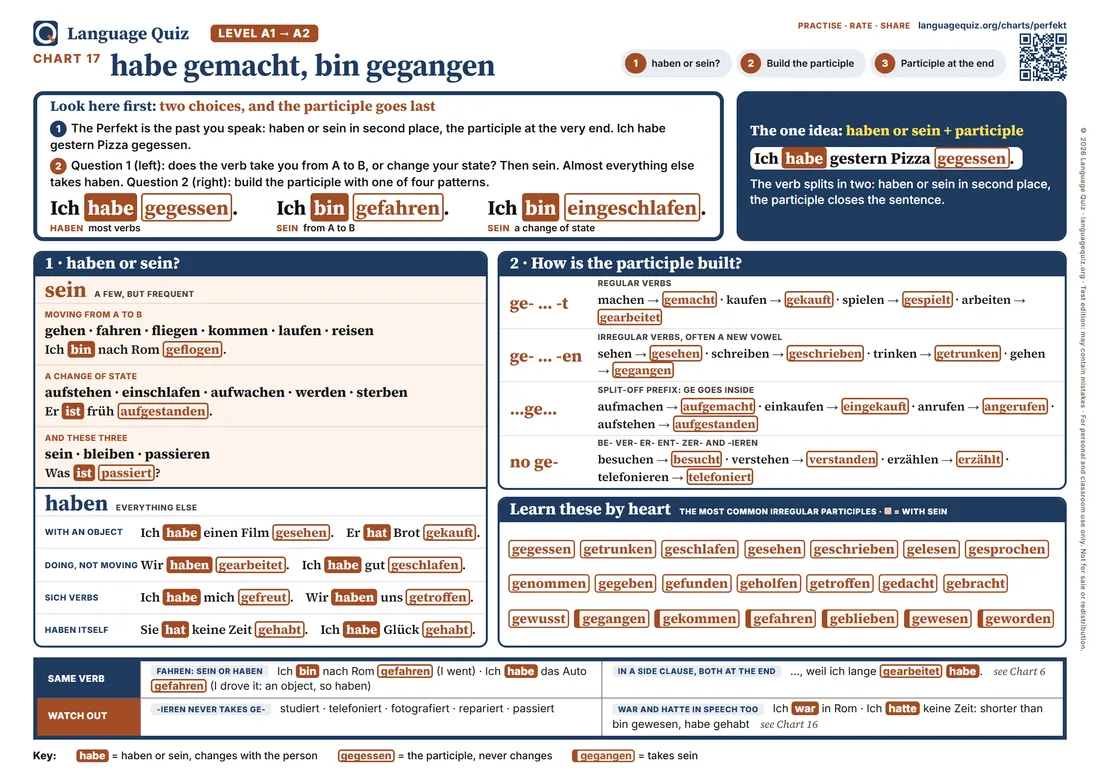 Language Quiz
LEVEL A1 → A2
PRACTISE · RATE · SHARE languagequiz.org/charts/perfekt
CHART 17 habe gemacht, bin gegangen
1 haben or sein?
2 Build the participle
3 Participle at the end
Look here first: two choices, and the participle goes last
1 The Perfekt is the past you speak: haben or sein in second place, the participle at the very end. Ich habe
gestern Pizza gegessen.
2 Question 1 (left): does the verb take you from A to B, or change your state? Then sein. Almost everything else
takes haben. Question 2 (right): build the participle with one of four patterns.
Ich habe gegessen. Ich bin gefahren. Ich bin eingeschlafen.
HABEN most verbs SEIN from A to B SEIN a change of state
The one idea: haben or sein + participle
Ich habe gestern Pizza gegessen.
The verb splits in two: haben or sein in second place,
the participle closes the sentence.
1 · haben or sein?
sein A FEW, BUT FREQUENT
MOVING FROM A TO B
gehen · fahren · fliegen · kommen · laufen · reisen
Ich bin nach Rom geflogen.
A CHANGE OF STATE
aufstehen · einschlafen · aufwachen · werden · sterben
Er ist früh aufgestanden.
AND THESE THREE
sein · bleiben · passieren
Was ist passiert?
haben EVERYTHING ELSE
WITH AN OBJECT Ich habe einen Film gesehen. Er hat Brot gekauft.
DOING, NOT MOVING Wir haben gearbeitet. Ich habe gut geschlafen.
SICH VERBS Ich habe mich gefreut. Wir haben uns getroffen.
HABEN ITSELF Sie hat keine Zeit gehabt. Ich habe Glück gehabt.
2 · How is the participle built?
REGULAR VERBS
ge- ... -t machen → gemacht · kaufen → gekauft · spielen → gespielt · arbeiten →
gearbeitet
IRREGULAR VERBS, OFTEN A NEW VOWEL
ge- ... -en sehen → gesehen · schreiben → geschrieben · trinken → getrunken · gehen
→ gegangen
SPLIT-OFF PREFIX: GE GOES INSIDE
...ge... aufmachen → aufgemacht · einkaufen → eingekauft · anrufen → angerufen ·
aufstehen → aufgestanden
BE- VER- ER- ENT- ZER- AND -IEREN
no ge- besuchen → besucht · verstehen → verstanden · erzählen → erzählt ·
telefonieren → telefoniert
Learn these by heart THE MOST COMMON IRREGULAR PARTICIPLES · = WITH SEIN
gegessen getrunken geschlafen gesehen geschrieben gelesen gesprochen
genommen gegeben gefunden geholfen getroffen gedacht gebracht
gewusst gegangen gekommen gefahren geblieben gewesen geworden
SAME VERB
FAHREN: SEIN OR HABEN Ich bin nach Rom gefahren (I went) · Ich habe das Auto
gefahren (I drove it: an object, so haben)
IN A SIDE CLAUSE, BOTH AT THE END ..., weil ich lange gearbeitet habe. see Chart 6
WATCH OUT
-IEREN NEVER TAKES GE- studiert · telefoniert · fotografiert · repariert · passiert
WAR AND HATTE IN SPEECH TOO Ich war in Rom · Ich hatte keine Zeit: shorter than
bin gewesen, habe gehabt see Chart 16
Key: habe = haben or sein, changes with the person gegessen = the participle, never changes gegangen = takes sein
© 2026 Language Quiz · languagequiz.org · Test edition: may contain mistakes · For personal and classroom use only. Not for sale or redistribution.